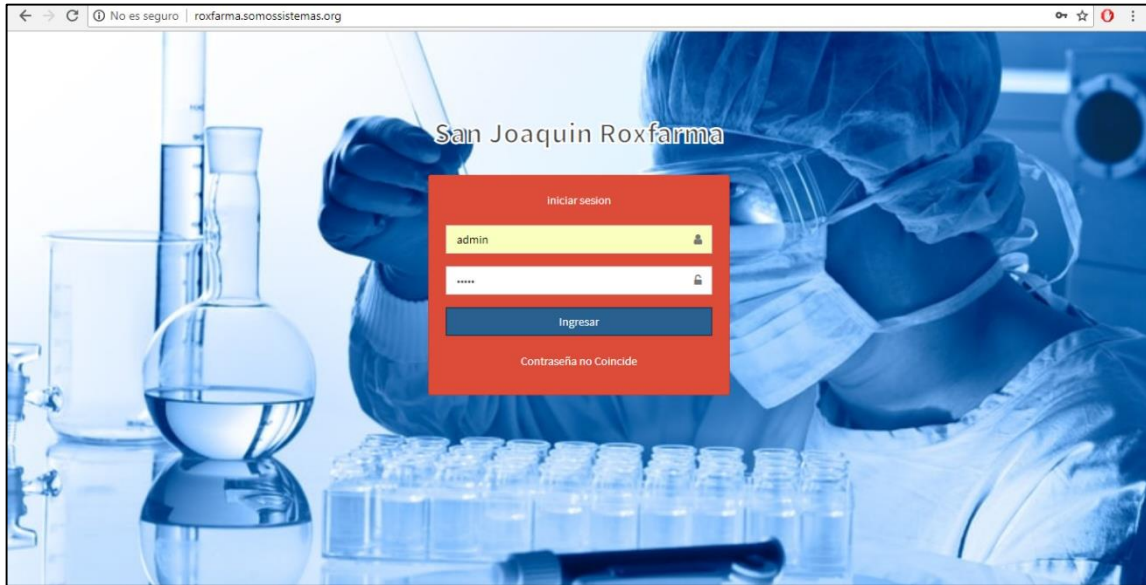 No es seguro roxfarma.somossistemas.org
San Joaquin Roxfarma
iniciar sesion
admin
•••••
Ingresar
Contraseña no Coincide